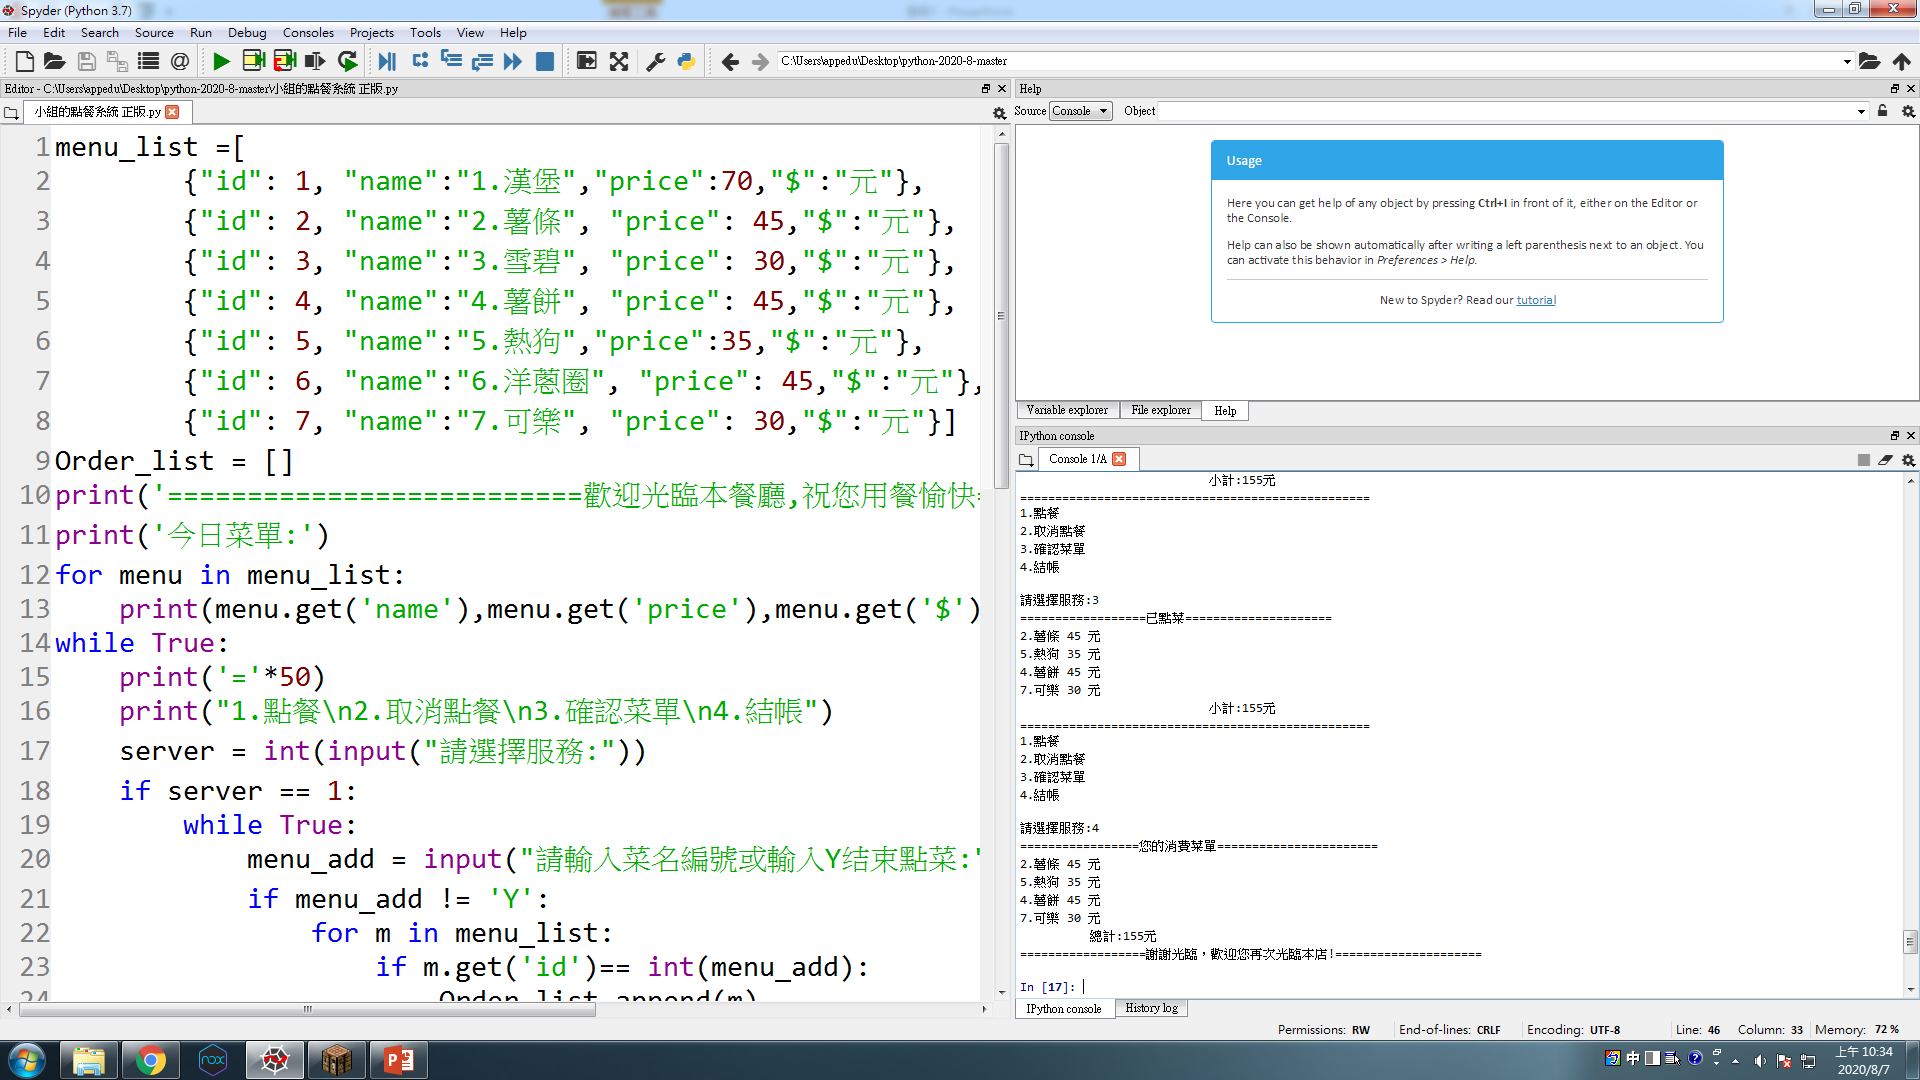 Spyder (Python 3.7)
File Edit Search Source Run Debug Consoles Projects Tools View Help
C:\Users\appedu\Desktop\python-2020-8-master
Editor - C:\Users\appedu\Desktop\python-2020-8-master\小組的點餐系統 正版.py
小組的點餐系統 正版.py
1 menu_list =[
2 {"id": 1, "name":"1.漢堡","price":70,"$":"元"},
3 {"id": 2, "name":"2.薯條", "price": 45,"$":"元"},
4 {"id": 3, "name":"3.雪碧", "price": 30,"$":"元"},
5 {"id": 4, "name":"4.薯餅", "price": 45,"$":"元"},
6 {"id": 5, "name":"5.熱狗","price":35,"$":"元"},
7 {"id": 6, "name":"6.洋蔥圈", "price": 45,"$":"元"},
8 {"id": 7, "name":"7.可樂", "price": 30,"$":"元"}]
9 Order_list = []
10 print('==========================歡迎光臨本餐廳,祝您用餐愉快=
11 print('今日菜單:')
12 for menu in menu_list:
13 print(menu.get('name'),menu.get('price'),menu.get('$')
14 while True:
15 print('='*50)
16 print("1.點餐\n2.取消點餐\n3.確認菜單\n4.結帳")
17 server = int(input("請選擇服務:"))
18 if server == 1:
19 while True:
20 menu_add = input("請輸入菜名編號或輸入Y结束點菜:"
21 if menu_add != 'Y':
22 for m in menu_list:
23 if m.get('id')== int(menu_add):
24 Order_list.append(m)
Help
Source Console Object
Usage
Here you can get help of any object by pressing Ctrl+I in front of it, either on the Editor or
the Console.
Help can also be shown automatically after writing a left parenthesis next to an object. You
can activate this behavior in Preferences > Help.
New to Spyder? Read our tutorial
Variable explorer File explorer Help
IPython console
Console 1/A
小計:155元
==================================================
1.點餐
2.取消點餐
3.確認菜單
4.結帳
請選擇服務:3
==================已點菜=====================
2.薯條 45 元
5.熱狗 35 元
4.薯餅 45 元
7.可樂 30 元
小計:155元
==================================================
1.點餐
2.取消點餐
3.確認菜單
4.結帳
請選擇服務:4
=================您的消費菜單=======================
2.薯條 45 元
5.熱狗 35 元
4.薯餅 45 元
7.可樂 30 元
總計:155元
==================謝謝光臨，歡迎您再次光臨本店!=====================
In [17]:
IPython console History log
Permissions: RW End-of-lines: CRLF Encoding: UTF-8 Line: 46 Column: 33 Memory: 72 %
nox
中
上午 10:34
2020/8/7